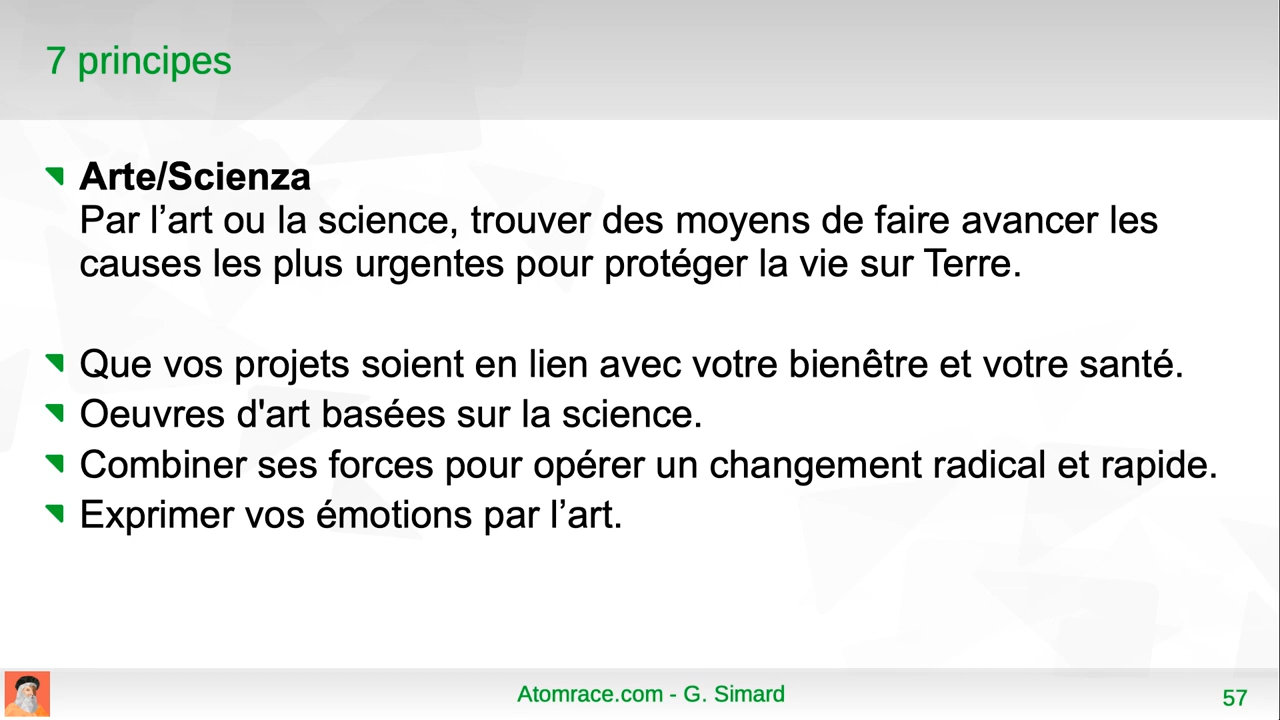 7 principes
Arte/Scienza
Par l’art ou la science, trouver des moyens de faire avancer les
causes les plus urgentes pour protéger la vie sur Terre.
Que vos projets soient en lien avec votre bienêtre et votre santé.
Oeuvres d'art basées sur la science.
Combiner ses forces pour opérer un changement radical et rapide.
Exprimer vos émotions par l’art.
Atomrace.com - G. Simard
57